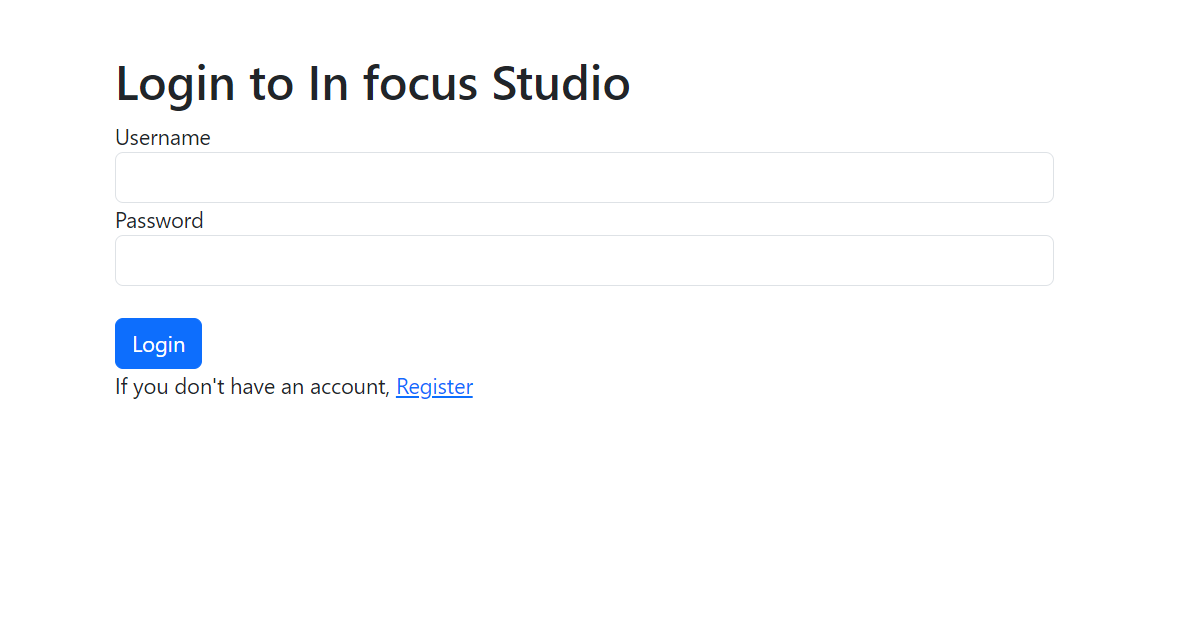 Login to In focus Studio
Username
Password
Login
If you don't have an account, Register